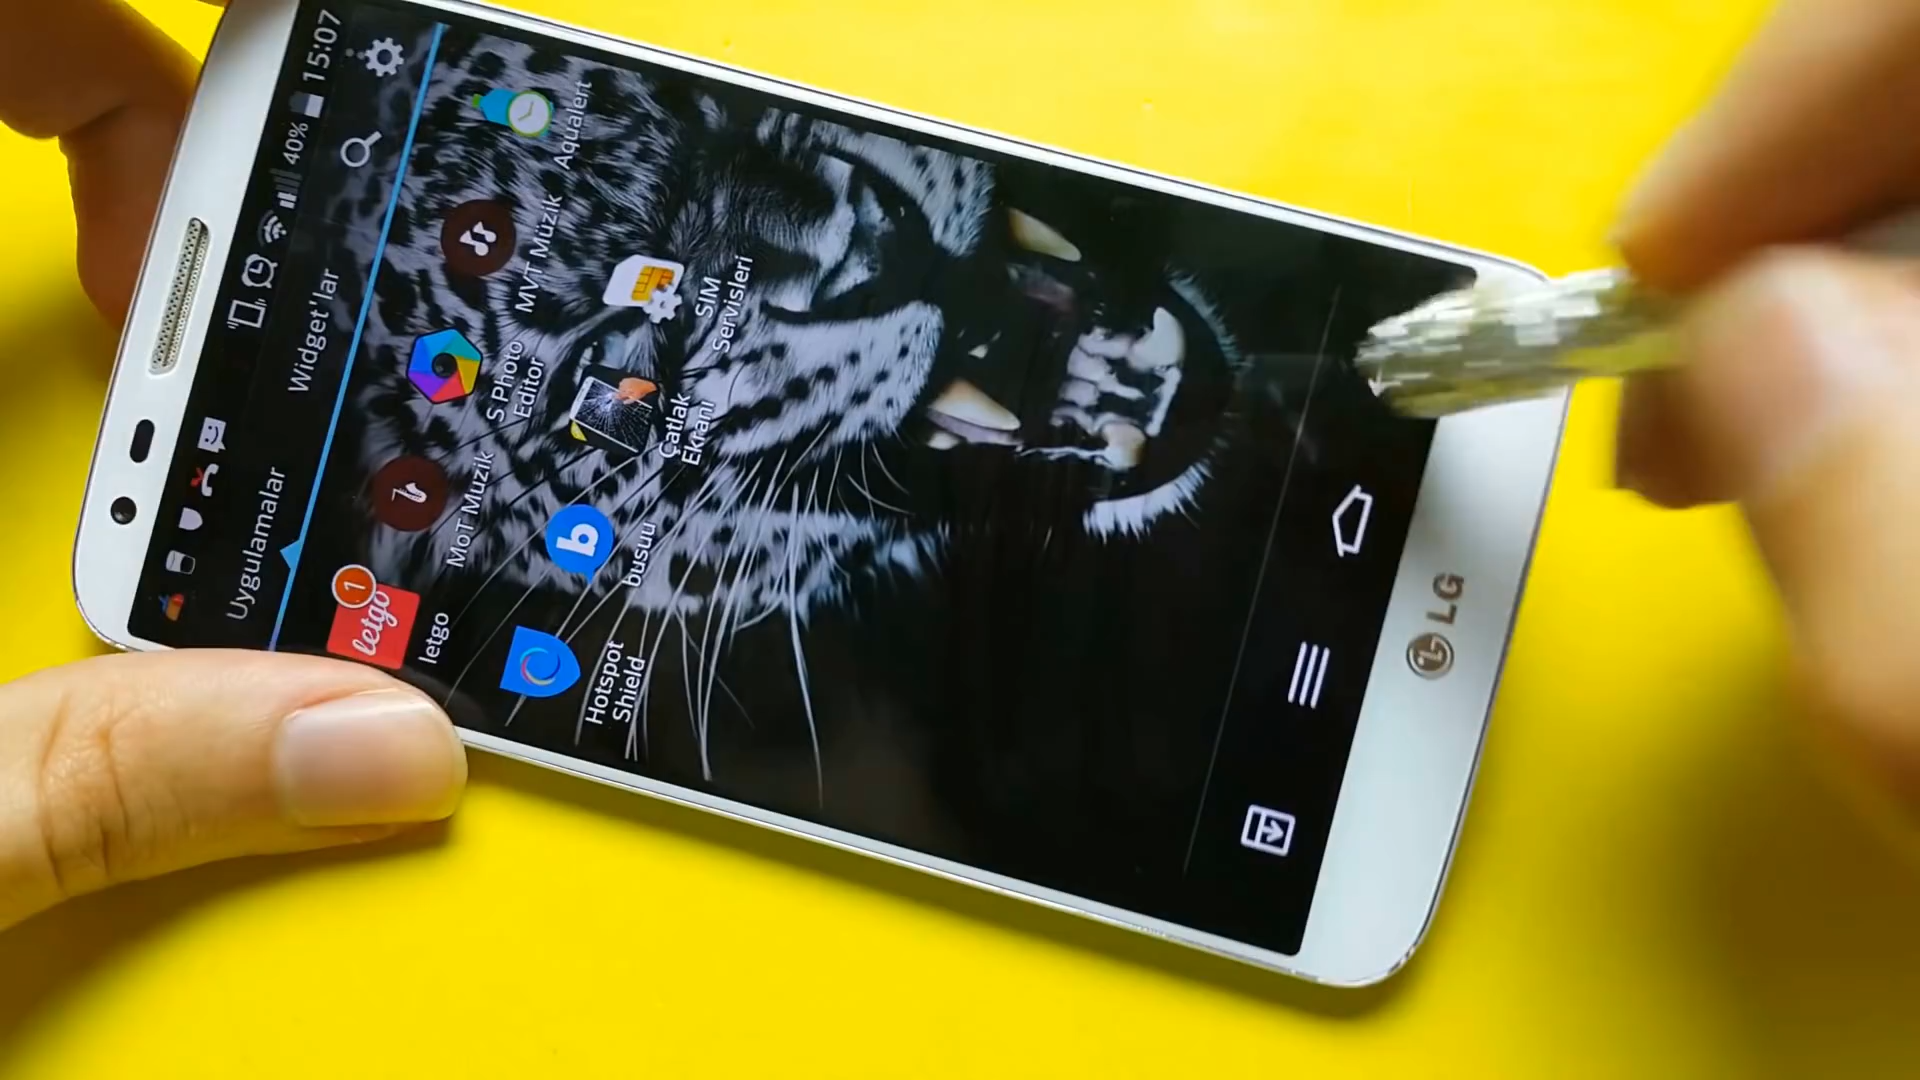 40% 15:07
Uygulamalar
Widget'lar
letgo
1
letgo
MoT Müzik
S Photo
Editor
MVT Müzik
Aqualert
Hotspot
Shield
b
busuu
Çatlak
Ekranı
SIM
Servisleri
LG